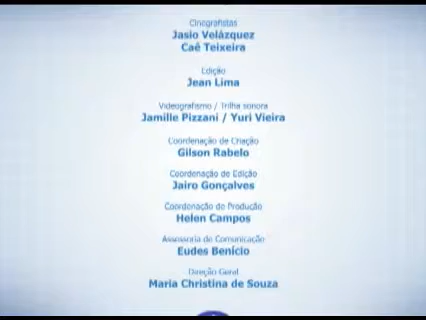 Cinegrafistas
Jasio Velázquez
Caê Teixeira
Edição
Jean Lima
Videografismo / Trilha sonora
Jamille Pizzani / Yuri Vieira
Coordenação de Criação
Gilson Rabelo
Coordenação de Edição
Jairo Gonçalves
Coordenação de Produção
Helen Campos
Assessoria de Comunicação
Eudes Benício
Direção Geral
Maria Christina de Souza